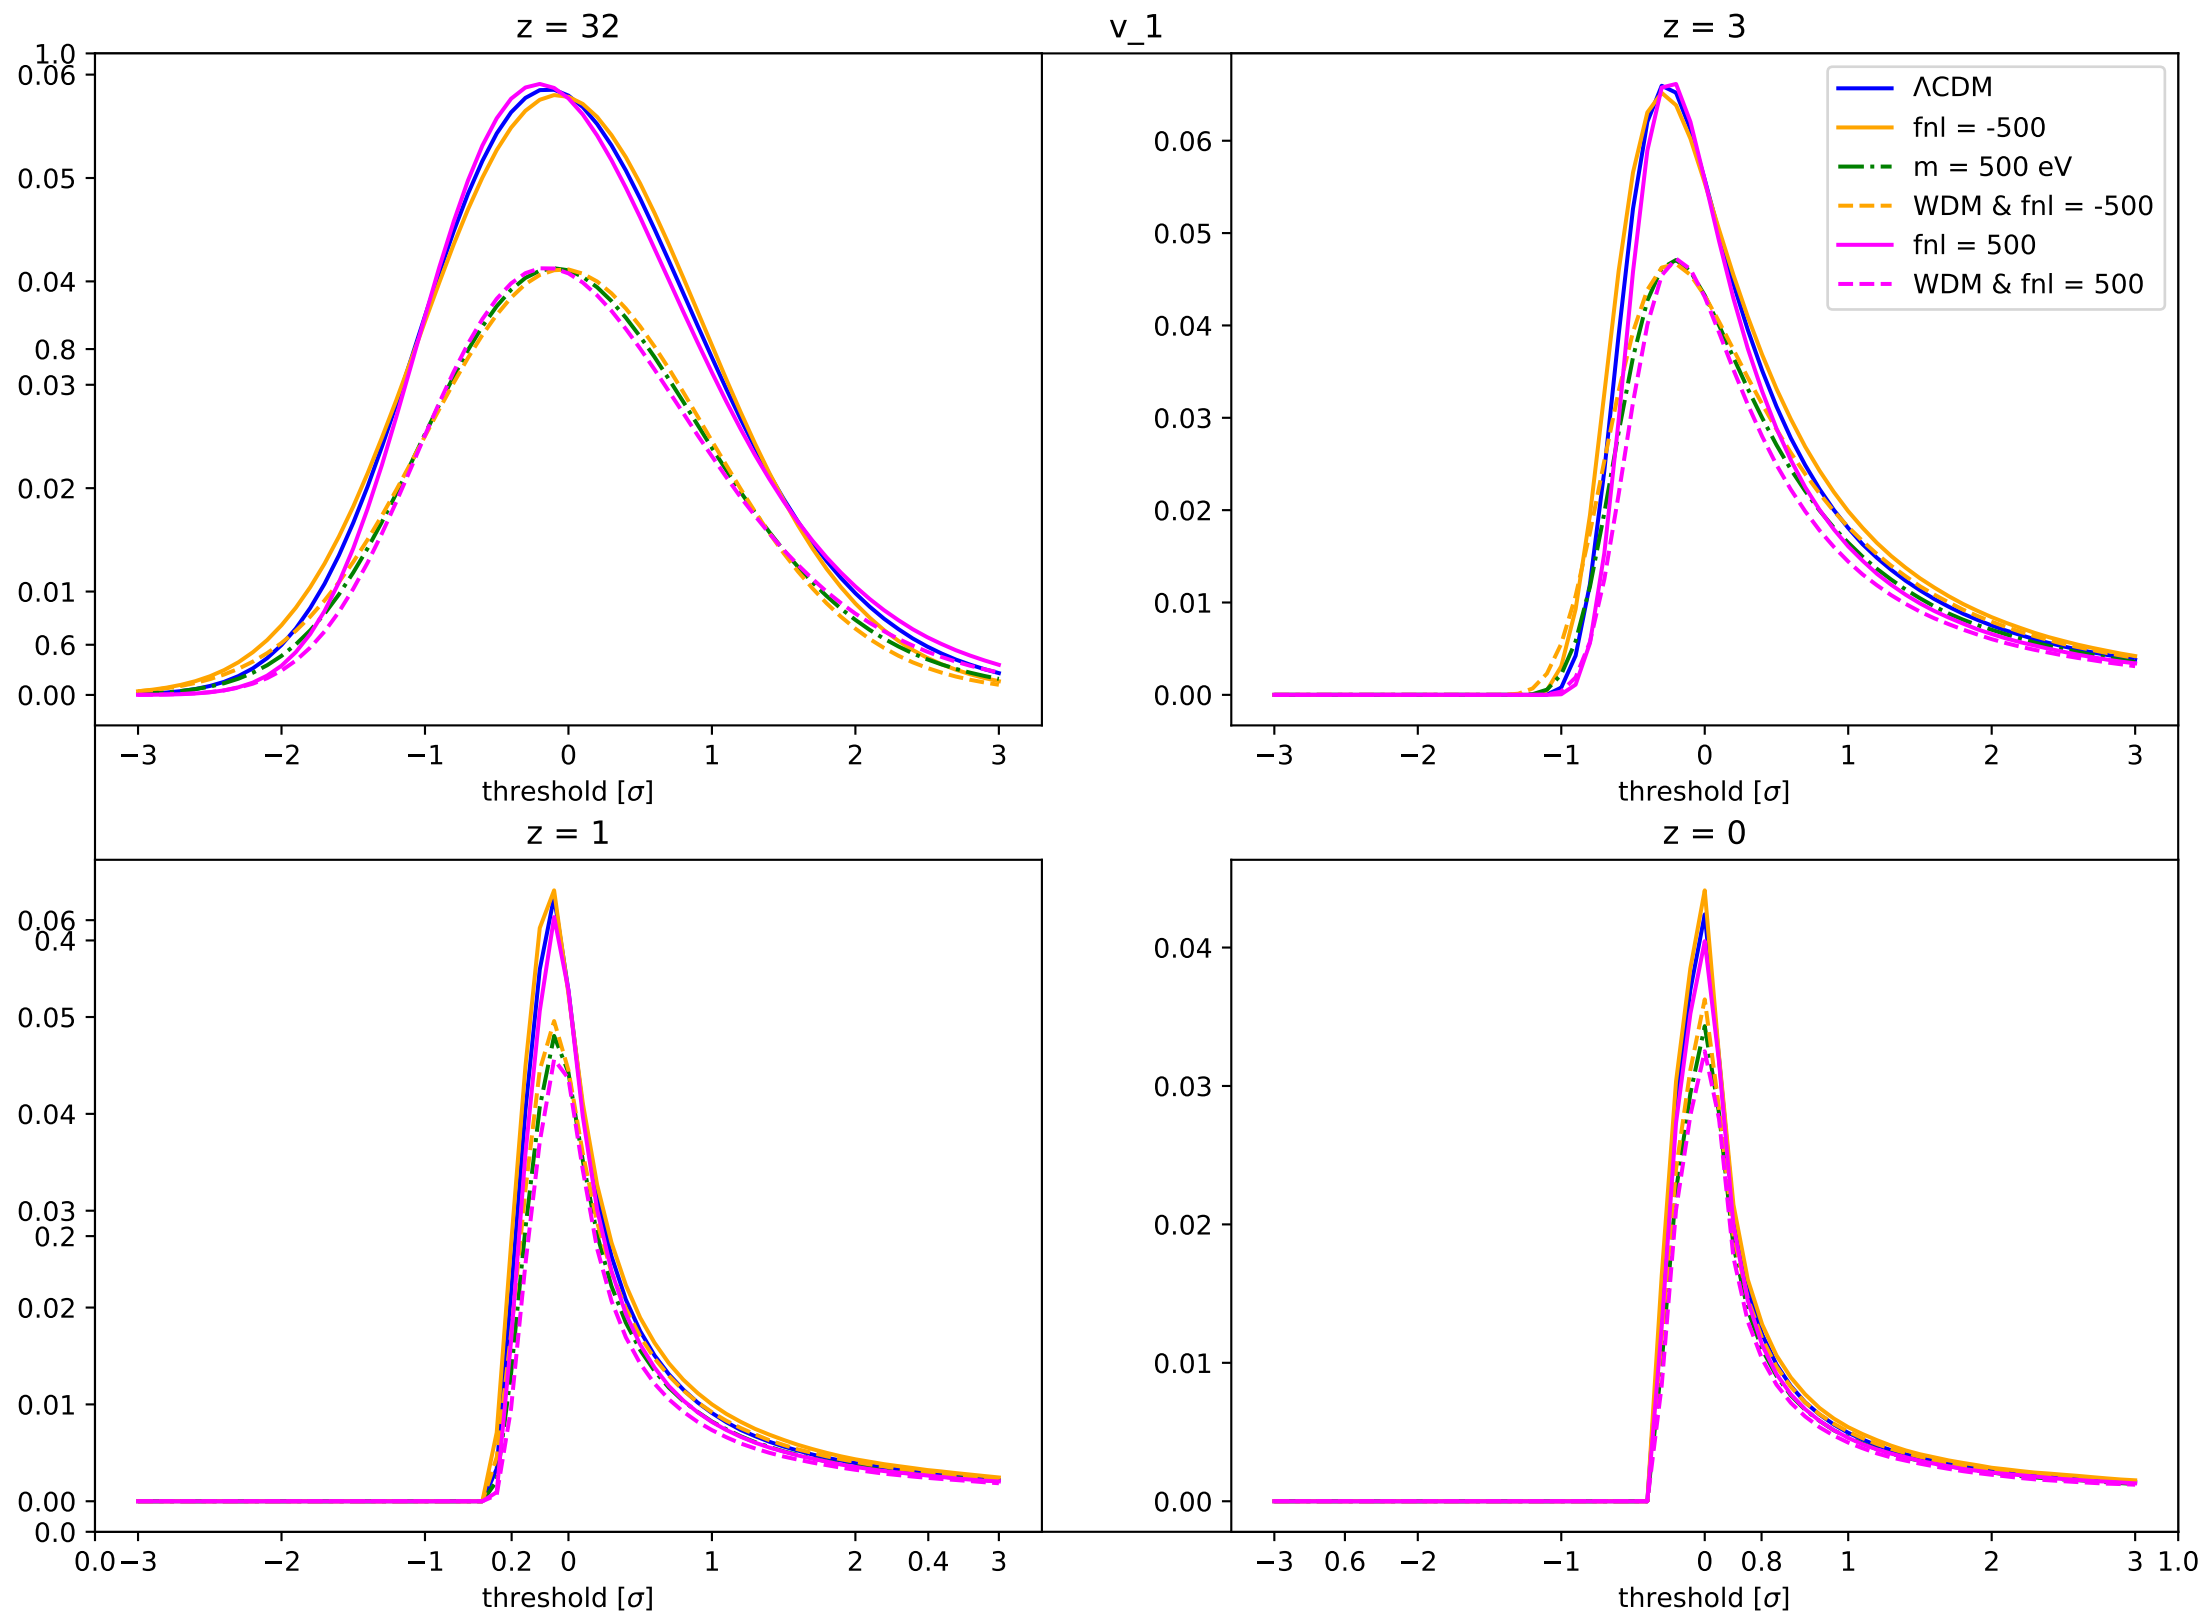 z = 32
v_1
z = 3
1.0
0.06
0.05
0.04
0.8
0.03
0.02
0.01
0.6
0.00
−3 −2 −1 0 1 2 3
threshold [σ]
0.06
0.05
0.04
0.03
0.02
0.01
0.00
ΛCDM
fnl = -500
m = 500 eV
WDM & fnl = -500
fnl = 500
WDM & fnl = 500
−3 −2 −1 0 1 2 3
threshold [σ]
z = 1
z = 0
0.06
0.4
0.05
0.04
0.03
0.2
0.02
0.01
0.00
0.0
0.0 −3 −2 −1 0.2 0 1 2 0.4 3
threshold [σ]
0.04
0.03
0.02
0.01
0.00
−3 0.6 −2 −1 0 0.8 1 2 3 1.0
threshold [σ]